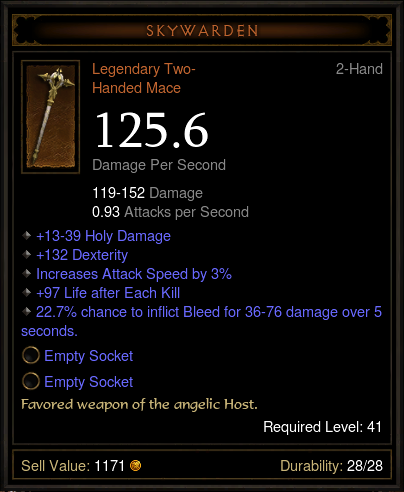 SKYWARDEN
Legendary Two- 2-Hand
Handed Mace
125.6
Damage Per Second
119-152 Damage
0.93 Attacks per Second
+13-39 Holy Damage
+132 Dexterity
Increases Attack Speed by 3%
+97 Life after Each Kill
22.7% chance to inflict Bleed for 36-76 damage over 5
seconds.
Empty Socket
Empty Socket
Favored weapon of the angelic Host.
Required Level: 41
Sell Value: 1171 Durability: 28/28